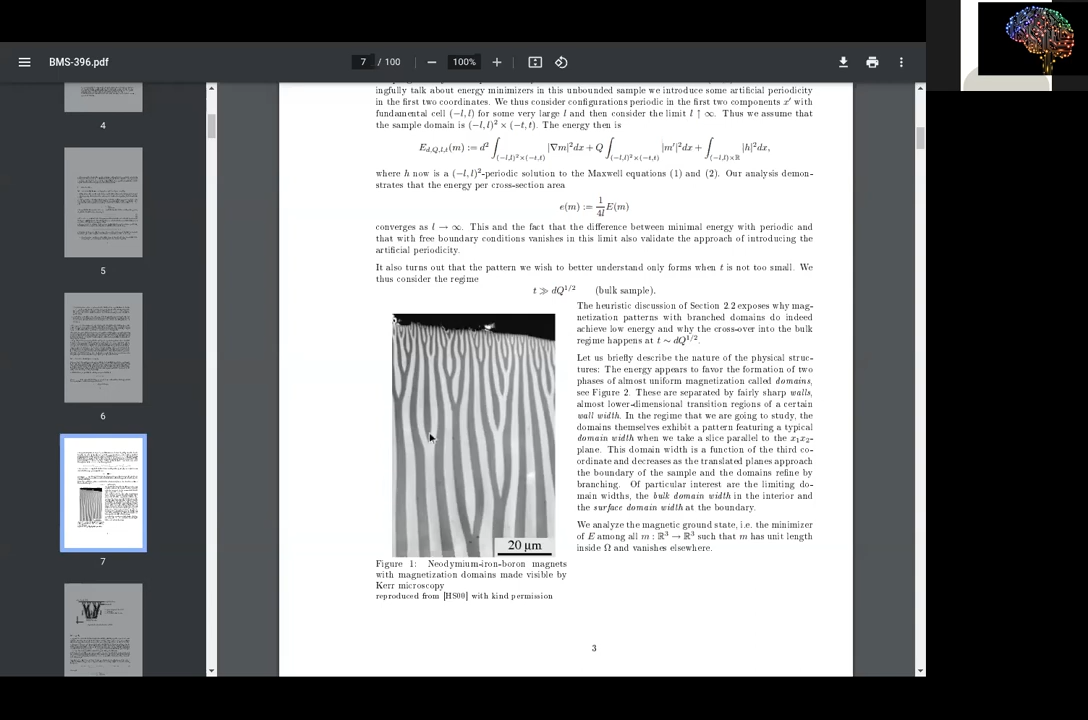 BMS-396.pdf
7 / 100
100%
4
5
6
7
ingfully talk about energy minimizers in this unbounded sample we introduce some artificial periodicity
in the first two coordinates. We thus consider configurations periodic in the first two components x′ with
fundamental cell (−l, l) for some very large l and then consider the limit l ↑ ∞. Thus we assume that
the sample domain is (−l, l)² × (−t, t). The energy then is
E_{d,Q,l,t}(m) := d² ∫_{(−l,l)²×(−t,t)} |∇m|²dx + Q ∫_{(−l,l)²×(−t,t)} |m′|²dx + ∫_{(−l,l)×ℝ} |h|²dx,
where h now is a (−l, l)²-periodic solution to the Maxwell equations (1) and (2). Our analysis demon-
strates that the energy per cross-section area
e(m) := 1/4l E(m)
converges as l → ∞. This and the fact that the difference between minimal energy with periodic and
that with free boundary conditions vanishes in this limit also validate the approach of introducing the
artificial periodicity.
It also turns out that the pattern we wish to better understand only forms when t is not too small. We
thus consider the regime
t ≫ dQ^{1/2} (bulk sample).
The heuristic discussion of Section 2.2 exposes why mag-
netization patterns with branched domains do indeed
achieve low energy and why the cross-over into the bulk
regime happens at t ∼ dQ^{1/2}.
Let us briefly describe the nature of the physical struc-
tures: The energy appears to favor the formation of two
phases of almost uniform magnetization called domains,
see Figure 2. These are separated by fairly sharp walls,
almost lower-dimensional transition regions of a certain
wall width. In the regime that we are going to study, the
domains themselves exhibit a pattern featuring a typical
domain width when we take a slice parallel to the x₁x₂-
plane. This domain width is a function of the third co-
ordinate and decreases as the translated planes approach
the boundary of the sample and the domains refine by
branching. Of particular interest are the limiting do-
main widths, the bulk domain width in the interior and
the surface domain width at the boundary.
We analyze the magnetic ground state, i.e. the minimizer
of E among all m : ℝ³ → ℝ³ such that m has unit length
inside Ω and vanishes elsewhere.
20 μm
Figure 1: Neodymium-iron-boron magnets
with magnetization domains made visible by
Kerr microscopy
reproduced from [HS00] with kind permission
3